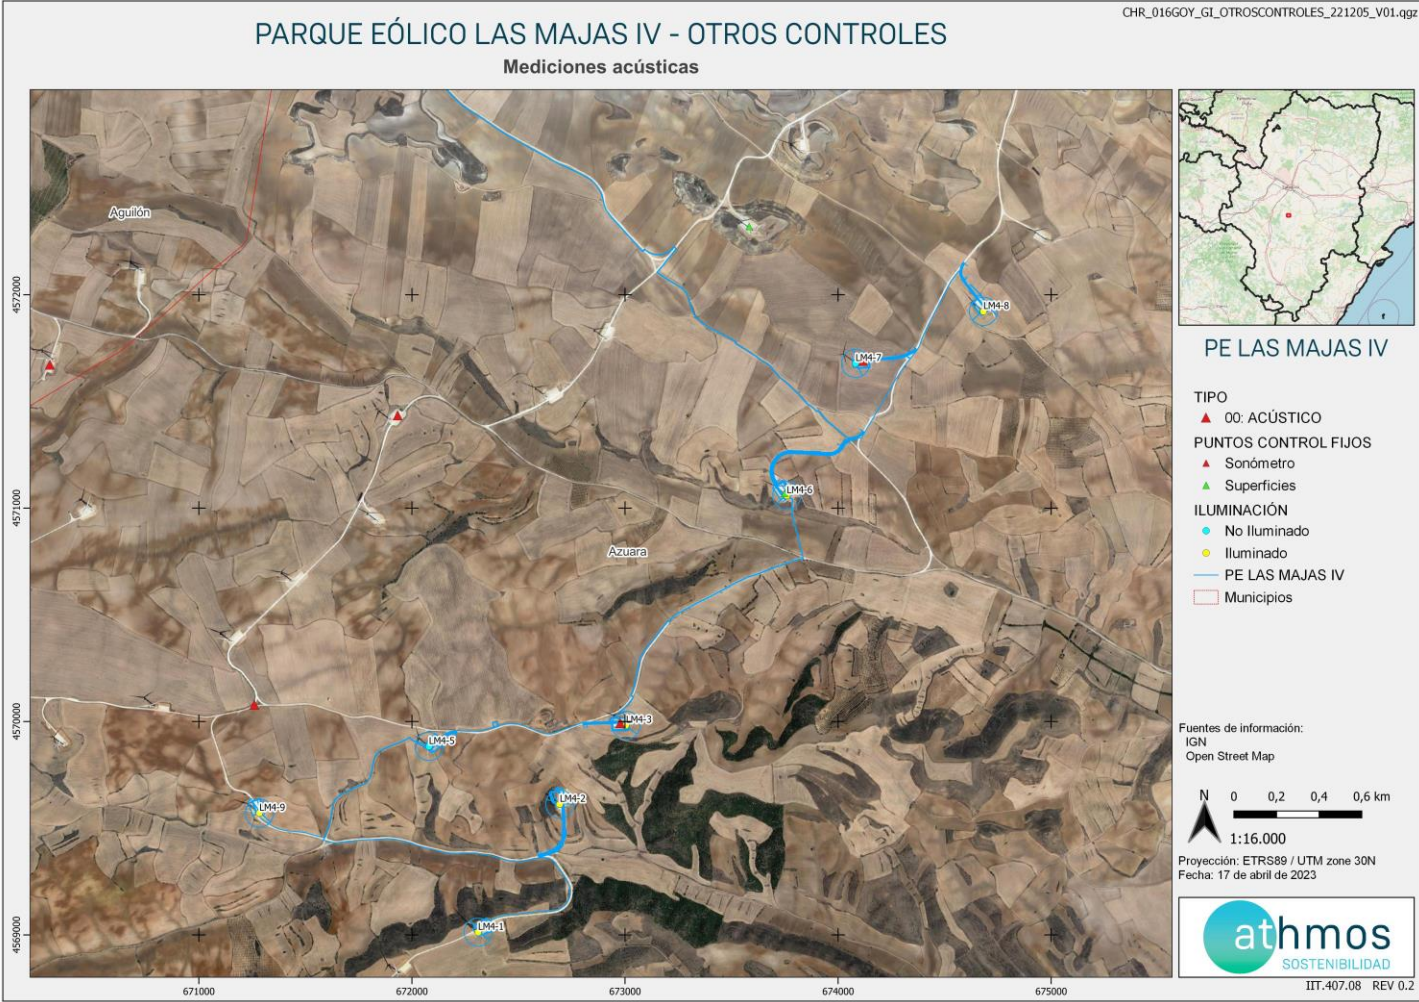 CHR_016GOY_GI_OTROSCONTROLES_221205_V01.qgz
PARQUE EÓLICO LAS MAJAS IV - OTROS CONTROLES
Mediciones acústicas
Aguilón
LM4-8
LM4-7
LM4-6
Azuara
LM4-3
LM4-5
LM4-2
LM4-9
LM4-1
4572000
4571000
4570000
4569000
671000
672000
673000
674000
675000
PE LAS MAJAS IV
TIPO
00: ACÚSTICO
PUNTOS CONTROL FIJOS
Sonómetro
Superficies
ILUMINACIÓN
No Iluminado
Iluminado
PE LAS MAJAS IV
Municipios
Fuentes de información:
IGN
Open Street Map
N
0 0,2 0,4 0,6 km
1:16.000
Proyección: ETRS89 / UTM zone 30N
Fecha: 17 de abril de 2023
athmos
SOSTENIBILIDAD
IIT.407.08 REV 0.2